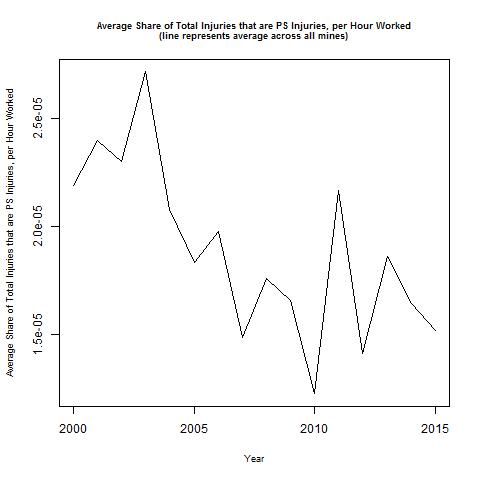 Average Share of Total Injuries that are PS Injuries, per Hour Worked
(line represents average across all mines)
Average Share of Total Injuries that are PS Injuries, per Hour Worked
2.5e-05
2.0e-05
1.5e-05
2000
2005
2010
2015
Year